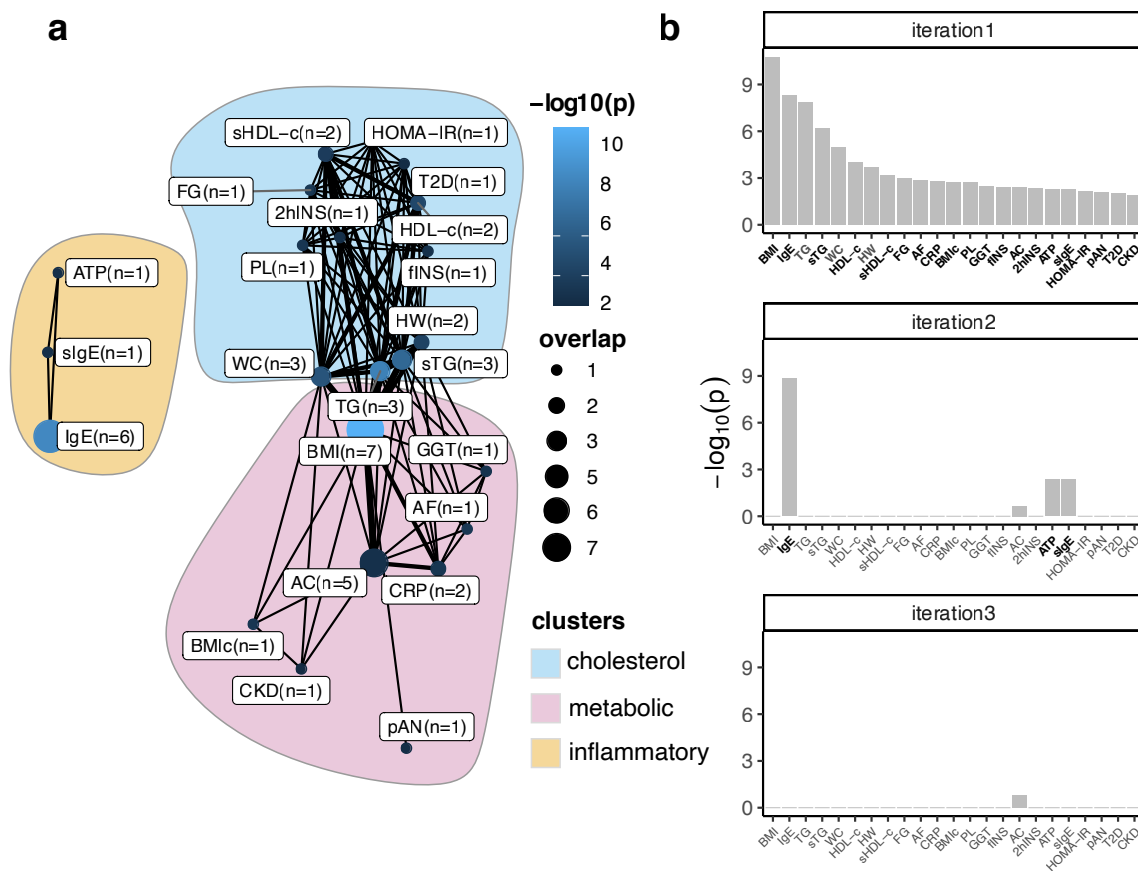 a
sHDL−c(n=2)
HOMA−IR(n=1)
FG(n=1)
T2D(n=1)
2hINS(n=1)
HDL−c(n=2)
PL(n=1)
fINS(n=1)
ATP(n=1)
sIgE(n=1)
IgE(n=6)
HW(n=2)
WC(n=3)
sTG(n=3)
TG(n=3)
BMI(n=7)
GGT(n=1)
AF(n=1)
AC(n=5)
CRP(n=2)
BMIc(n=1)
CKD(n=1)
pAN(n=1)
−log10(p)
10
8
6
4
2
overlap
1
2
3
5
6
7
clusters
cholesterol
metabolic
inflammatory
b
−log10(p)
iteration1
9
6
3
0
BMI
IgE
TG
sTG
WC
HDL−c
HW
sHDL−c
FG
AF
CRP
BMIc
PL
GGT
fINS
AC
2hINS
ATP
sIgE
HOMA−IR
pAN
T2D
CKD
iteration2
9
6
3
0
BMI
IgE
TG
sTG
WC
HDL−c
HW
sHDL−c
FG
AF
CRP
BMIc
PL
GGT
fINS
AC
2hINS
ATP
sIgE
HOMA−IR
pAN
T2D
CKD
iteration3
9
6
3
0
BMI
IgE
TG
sTG
WC
HDL−c
HW
sHDL−c
FG
AF
CRP
BMIc
PL
GGT
fINS
AC
2hINS
ATP
sIgE
HOMA−IR
pAN
T2D
CKD